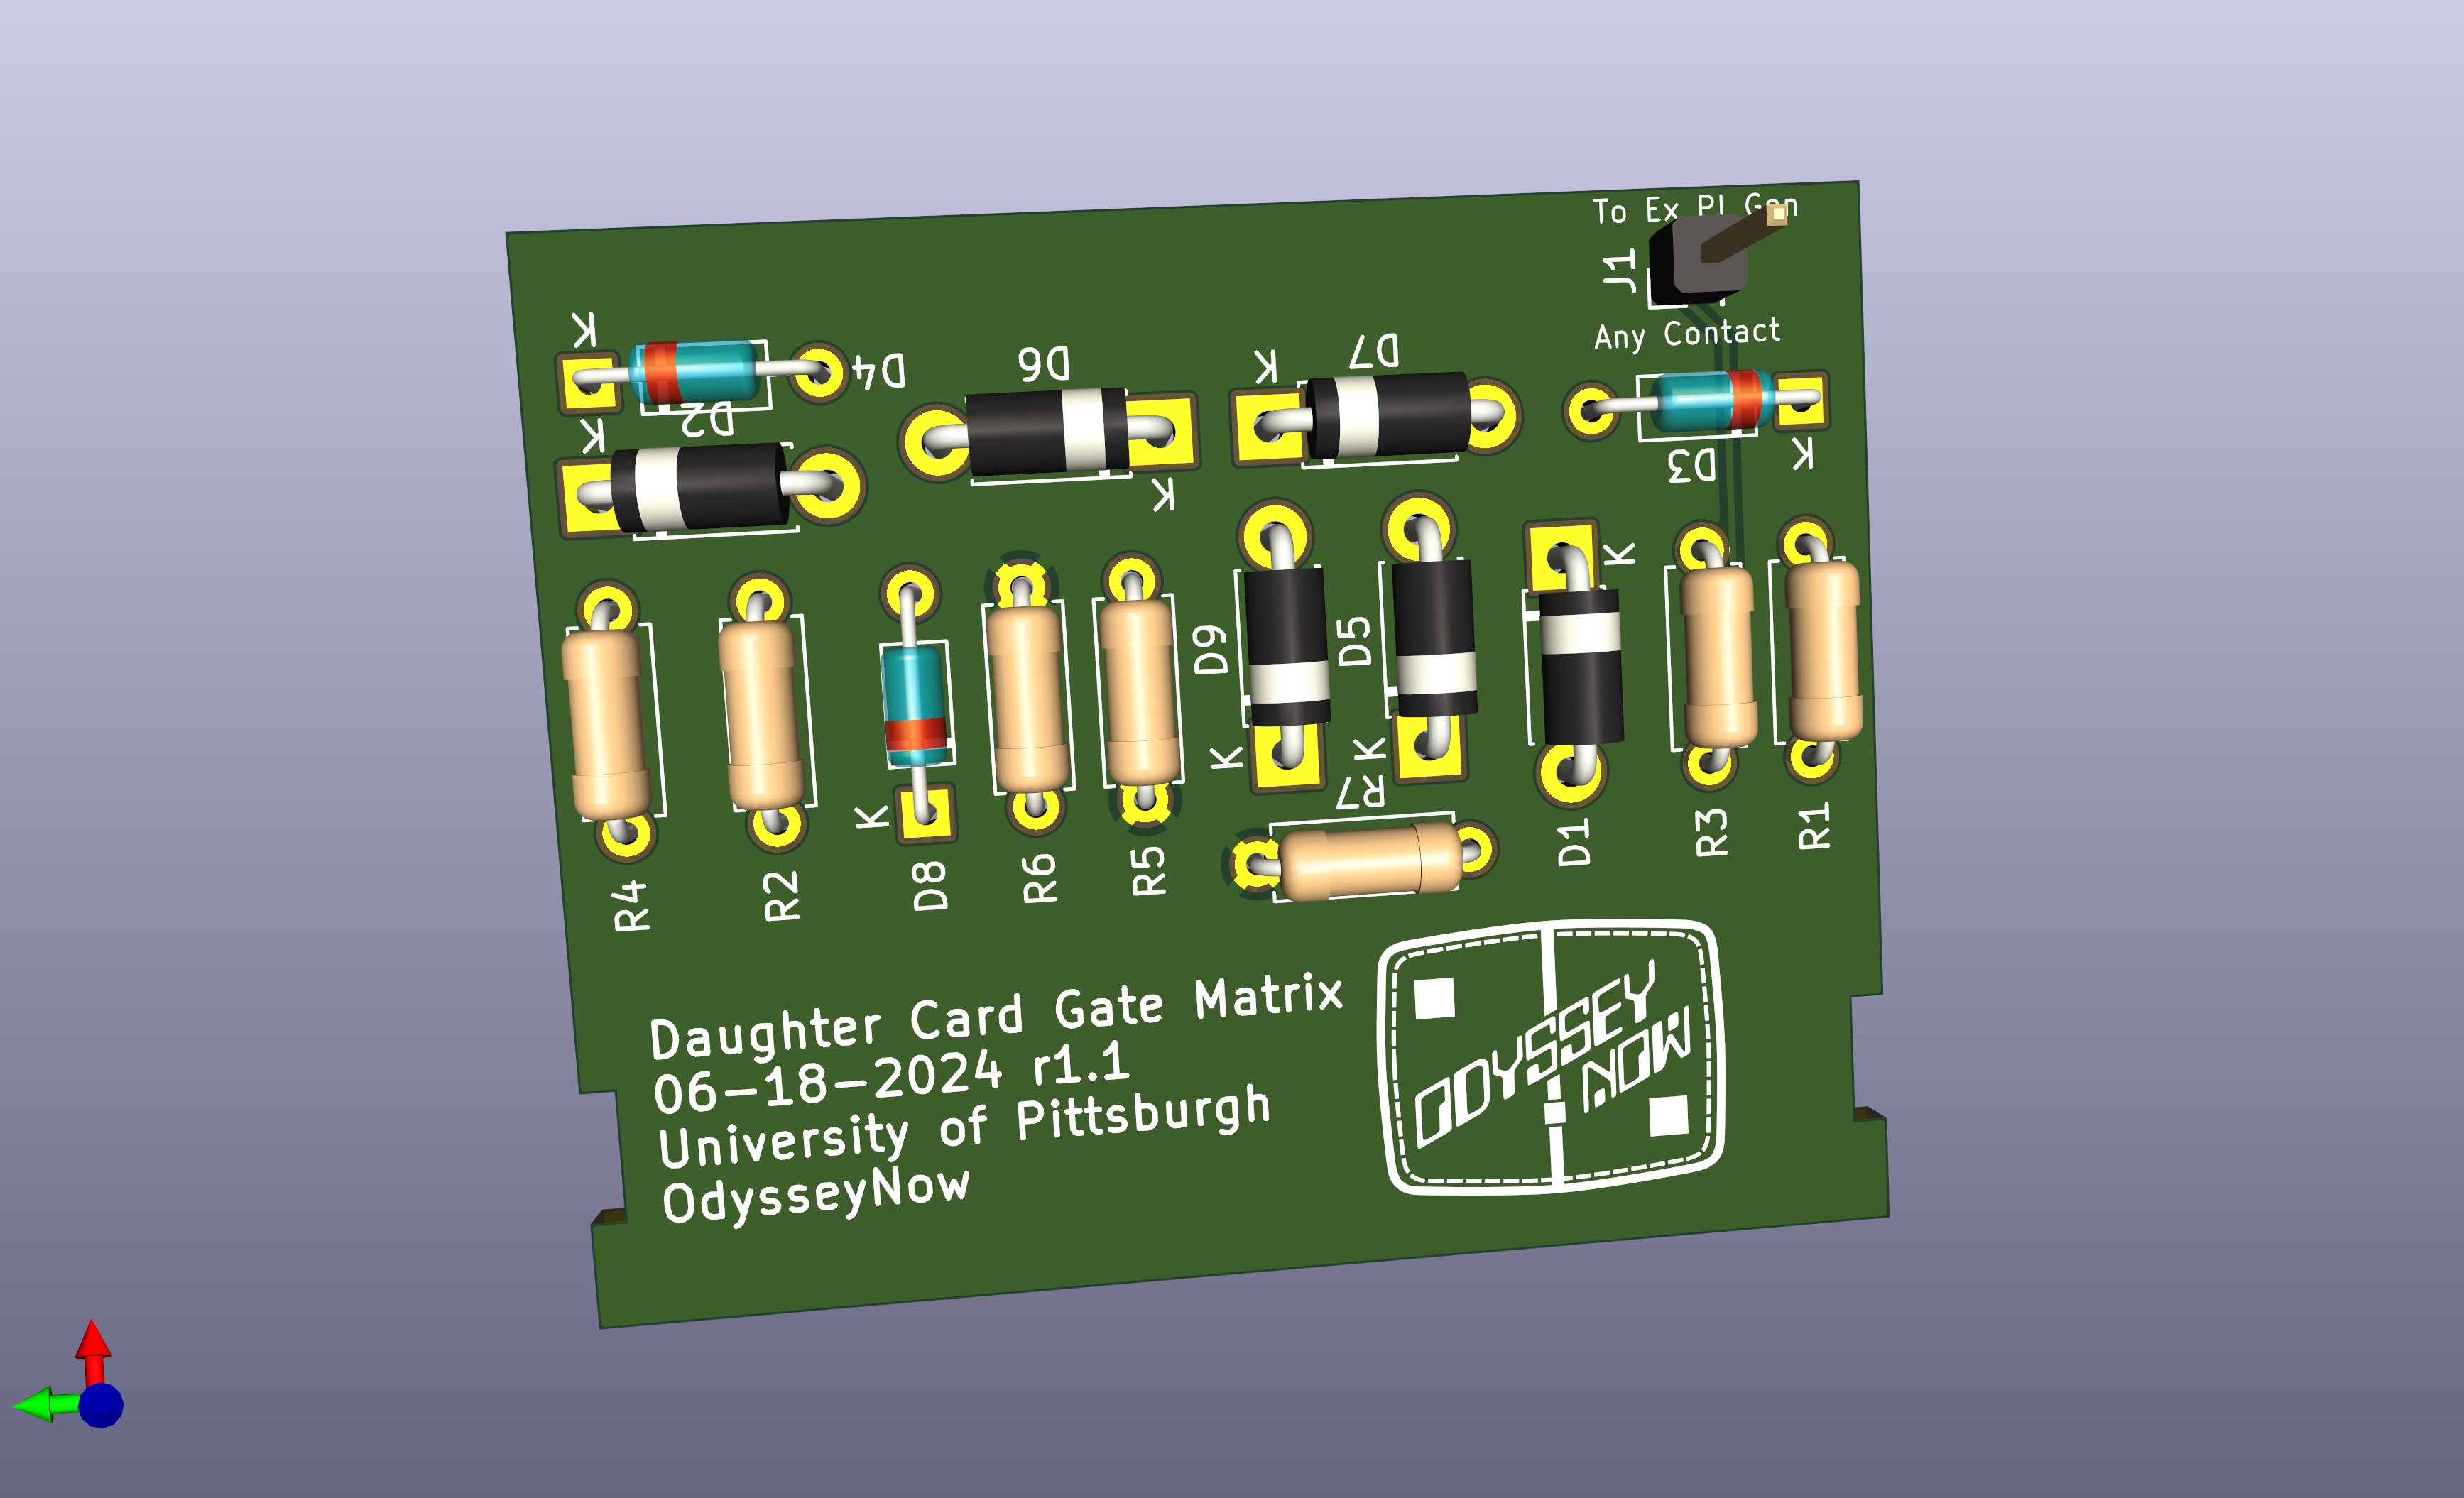 To Ex Pl Gen
J1
Any Contact
K
D4
D2
K
D6
K
K
D7
D3
K
D9
K
D5
K
K
D1
R7
R4
R2
K
D8
R6
R5
R3
R1
Daughter Card Gate Matrix
06-18-2024 r1.1
University of Pittsburgh
OdysseyNow
ODYSSEY
NOW